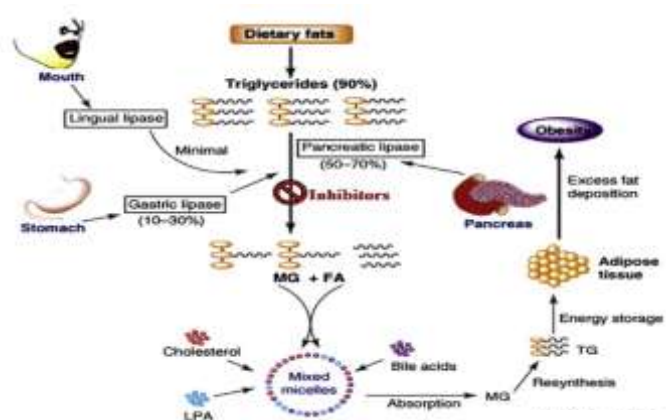 Dietary fats
Mouth
Triglycerides (90%)
Lingual lipase
Minimal
Pancreatic lipase
(50–70%)
Obesity
Excess fat
deposition
Inhibitors
Gastric lipase
(10–30%)
Stomach
Pancreas
Adipose
tissue
MG + FA
Energy storage
Cholesterol
Bile acids
TG
Mixed
micelles
Resynthesis
LPA
Absorption
MG